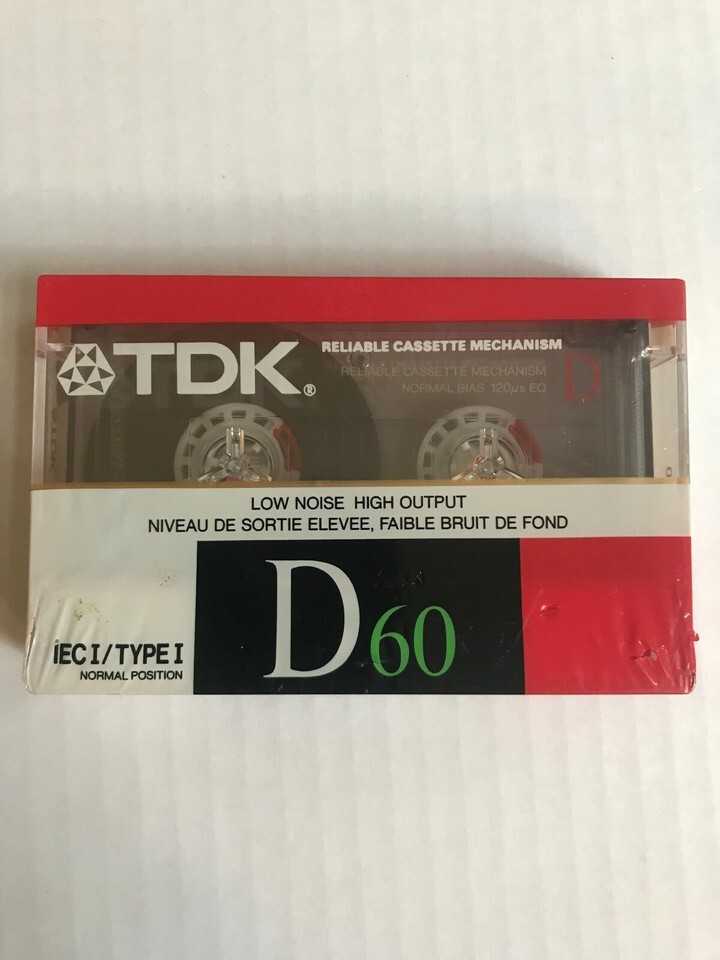 TDK®
RELIABLE CASSETTE MECHANISM
RELIABLE CASSETTE MECHANISM
NORMAL BIAS 120µs EQ
D
LOW NOISE HIGH OUTPUT
NIVEAU DE SORTIE ELEVEE, FAIBLE BRUIT DE FOND
D60
IEC I/TYPE I
NORMAL POSITION